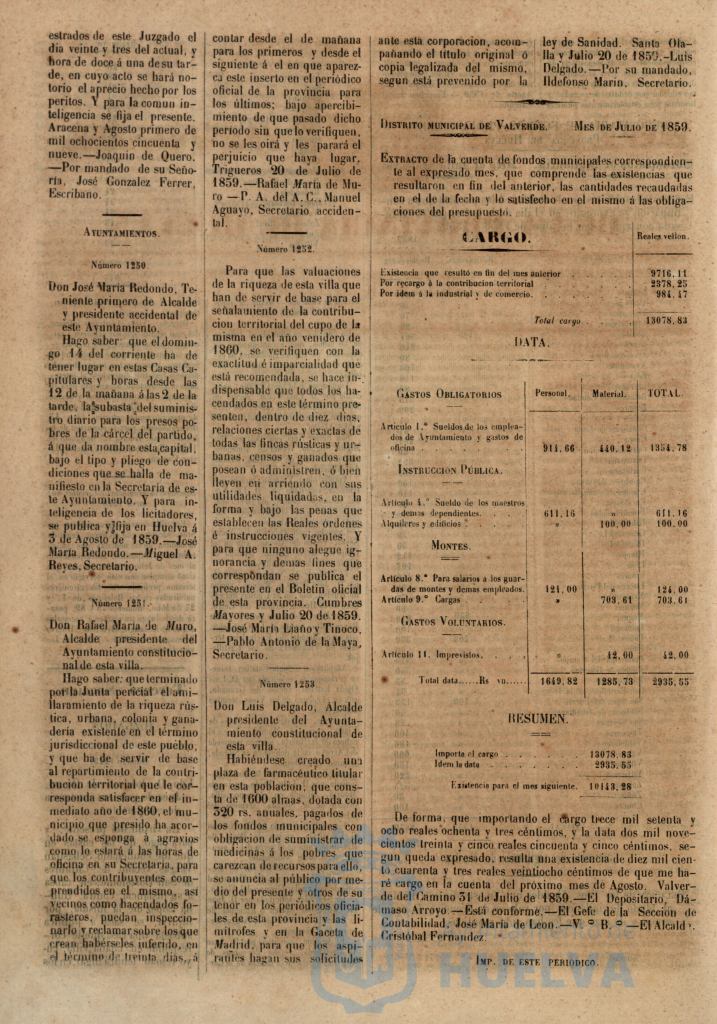 estrados de este Juzgado el
dia veinte y tres del actual, y
hora de doce á una de su tar-
de, en cuyo acto se hará no-
torio el aprecio hecho por los
peritos. Y para la comun in-
teligencia se fija el presente.
Aracena y Agosto primero de
mil ochocientos cincuenta y
nueve.—Joaquin de Quero.
—Por mandado de su Seño-
ría, José Gonzalez Ferrer,
Escribano.
AYUNTAMIENTOS.
Número 1250
Don José María Redondo, Te-
niente primero de Alcalde
y presidente accidental de
este Ayuntamiento.
Hago saber: que el domin-
go 14 del corriente ha de
tener lugar en estas Casas Ca-
pitulares y horas desde las
12 de la mañana á las 2 de la
tarde, la subasta del suminis-
tro diario para los presos po-
bres de la cárcel del partido,
á que da nombre esta capital,
bajo el tipo y pliego de con-
diciones que se halla de ma-
nifiesto en la Secretaría de es-
te Ayuntamiento. Y para in-
teligencia de los licitadores,
se publica y fija en Huelva á
3 de Agosto de 1859.—José
María Redondo.—Miguel A.
Reyes, Secretario.
Número 1251.
Don Rafael María de Muro,
Alcalde presidente del
Ayuntamiento constitucio-
nal de esta villa.
Hago saber: que terminado
por la Junta pericial el ami-
llaramiento de la riqueza rús-
tica, urbana, colonia y gana-
dería existente en el término
jurisdiccional de este pueblo,
y que ha de servir de base
al repartimiento de la contri-
bucion territorial que le cor-
responda satisfacer en el in-
mediato año de 1860, el mu-
nicipio que presido ha acor-
dado se esponga á agravios
como lo estará á las horas de
oficina en su Secretaría, para
que los contribuyentes com-
prendidos en el mismo, así
vecinos como hacendados fo-
rasteros, puedan inspeccio-
narlo y reclamar sobre los que
crean habérseles inferido, en
el término de treinta dias, á
contar desde el de mañana
para los primeros y desde el
siguiente á el en que aparez-
ca este inserto en el periódico
oficial de la provincia para
los últimos; bajo apercibi-
miento de que pasado dicho
período sin que lo verifiquen,
no se les oirá y les parará el
perjuicio que haya lugar.
Trigueros 20 de Julio de
1859.—Rafael María de Mu-
ro —P. A. del A. C., Manuel
Aguayo, Secretario acciden-
tal.
Número 1252.
Para que las valuaciones
de la riqueza de esta villa que
han de servir de base para el
señalamiento de la contribu-
cion territorial del cupo de la
misma en el año venidero de
1860, se verifiquen con la
exactitud é imparcialidad que
está recomendada, se hace in-
dispensable que todos los ha-
cendados en este término pre-
senten, dentro de diez dias,
relaciones ciertas y exactas de
todas las fincas rústicas y ur-
banas, censos y ganados que
posean ó administren, ó bien
lleven en arriendo con sus
utilidades liquidadas, en la
forma y bajo las penas que
establecen las Reales órdenes
é instrucciones vigentes. Y
para que ninguno alegue ig-
norancia y demas fines que
correspondan se publica el
presente en el Boletin oficial
de esta provincia. Cumbres
Mayores y Julio 20 de 1859.
—José María Liaño y Tinoco,
—Pablo Antonio de la Maya,
Secretario.
Número 1253
Don Luis Delgado, Alcalde
presidente del Ayunta-
miento constitucional de
esta villa.
Habiéndese creado una
plaza de farmacéutico titular
en esta poblacion, que cons-
ta de 1600 almas, dotada con
320 rs. anuales, pagados de
los fondos municipales con
obligacion de suministrar de
medicinas á los pobres que
carezcan de recursos para ello,
se anuncia al público por me-
dio del presente y otros de su
tenor en los periódicos oficia-
les de esta provincia y las li-
mítrofes y en la Gaceta de
Madrid, para que los aspi-
rantes hagan sus solicitudes
ante esta corporacion, acom-
pañando el título original ó
copia legalizada del mismo,
segun está prevenido por la
ley de Sanidad. Santa Ola-
lla y Julio 20 de 1859.-Luis
Delgado.—Por su mandado,
Ildefonso Marin, Secretario.
DISTRITO MUNICIPAL DE VALVERDE. MES DE JULIO DE 1859.
EXTRACTO de la cuenta de fondos municipales correspondien-
te al expresado mes, que comprende las existencias que
resultaron en fin del anterior, las cantidades recaudadas
en el de la fecha y lo satisfecho en el mismo á las obliga-
ciones del presupuesto.
CARGO. Reales vellon.
Existencia que resultó en fin del mes anterior 9716,11
Por recargo á la contribucion territorial 2378,25
Por idem á la industrial y de comercio. 984,47
Total cargo 13078,83
DATA.
GASTOS OBLIGATORIOS Personal. Material. TOTAL.
Artículo 1.º Sueldos de los emplea-
dos de Ayuntamiento y gastos de
oficina 914,66 440,12 1354,78
INSTRUCCION PÚBLICA.
Artículo 4.º Sueldo de los maestros
y demas dependientes. 611,16 » 611,16
Alquileres y edificios » 100,00 100,00
MONTES.
Artículo 8.º Para salarios á los guar-
das de montes y demas empleados. 124,00 » 124,00
Artículo 9.º Cargas » 703,61 703,61
GASTOS VOLUNTARIOS.
Artículo 11. Imprevistos. » 42,00 42,00
Total data.....Rs vn..... 1649,82 1285,73 2935,55
RESUMEN.
Importa el cargo 13078,83
Idem la data 2935,55
Existencia para el mes siguiente. 10143,28
De forma, que importando el cargo trece mil setenta y
ocho reales ochenta y tres céntimos, y la data dos mil nove-
cientos treinta y cinco reales cincuenta y cinco céntimos, se-
gun queda expresado, resulta una existencia de diez mil cien
to cuarenta y tres reales veintiocho céntimos de que me ha-
ré cargo en la cuenta del próximo mes de Agosto. Valver-
de del Camino 31 de Julio de 1859.—El Depositario, Dá-
maso Arroyo —Está conforme.—El Gefe de la Seccion de
Contabilidad, José María de Leon.—V.º B.º —El Alcald.
Cristóbal Fernandez.
IMP. DE ESTE PERIODICO.
HUELVA